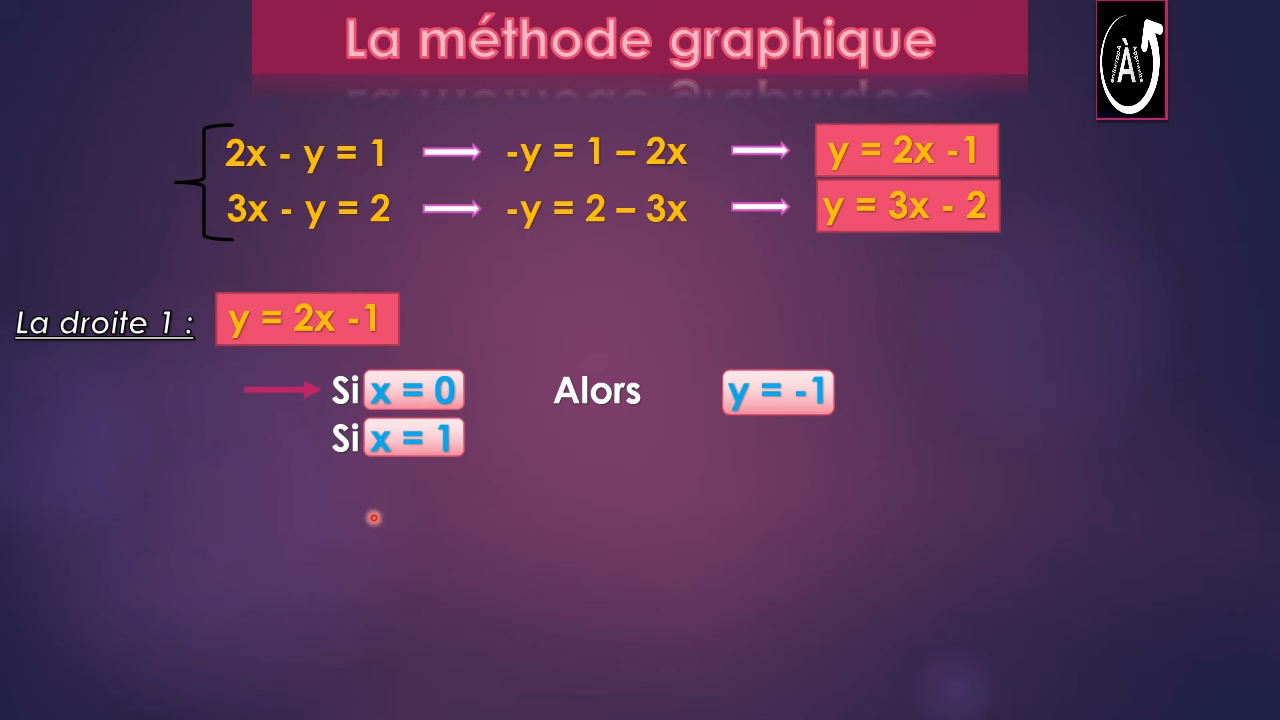 La méthode graphique
À
2x - y = 1 -y = 1 – 2x y = 2x -1
3x - y = 2 -y = 2 – 3x y = 3x - 2
La droite 1 : y = 2x -1
Si x = 0 Alors y = -1
Si x = 1